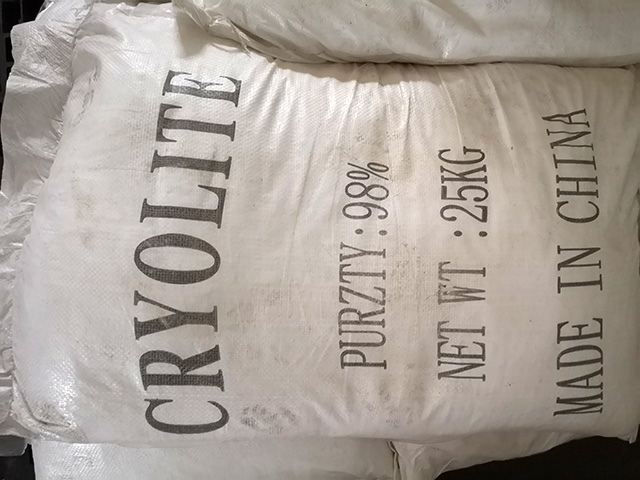 CRYOLITE
PURZTY:98%
NET WT :25KG
MADE IN CHINA